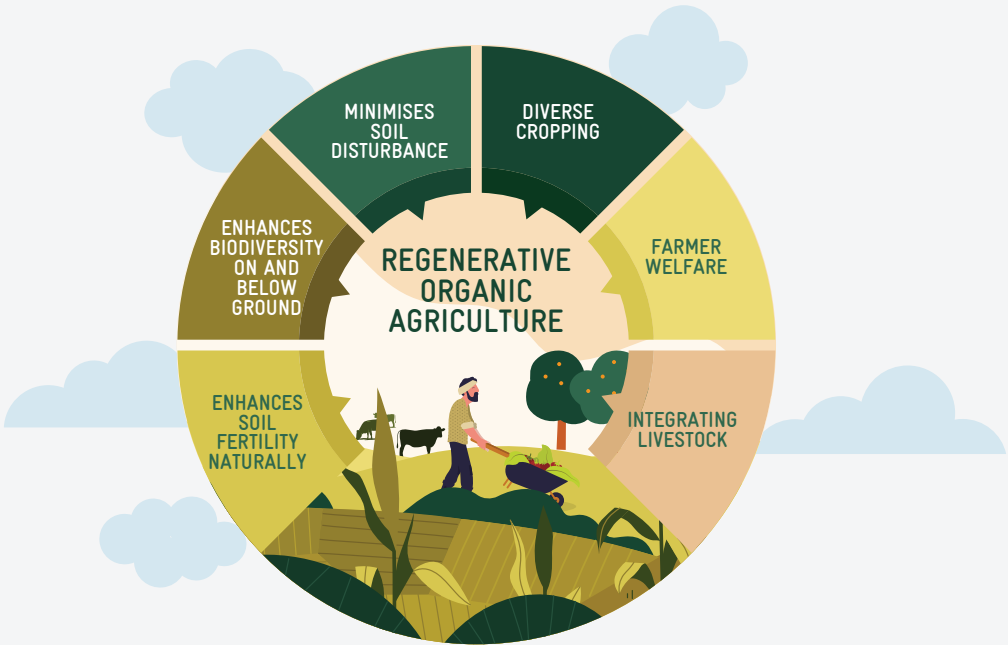 MINIMISES
SOIL
DISTURBANCE
DIVERSE
CROPPING
ENHANCES
BIODIVERSITY
ON AND
BELOW
GROUND
FARMER
WELFARE
REGENERATIVE
ORGANIC
AGRICULTURE
ENHANCES
SOIL
FERTILITY
NATURALLY
INTEGRATING
LIVESTOCK